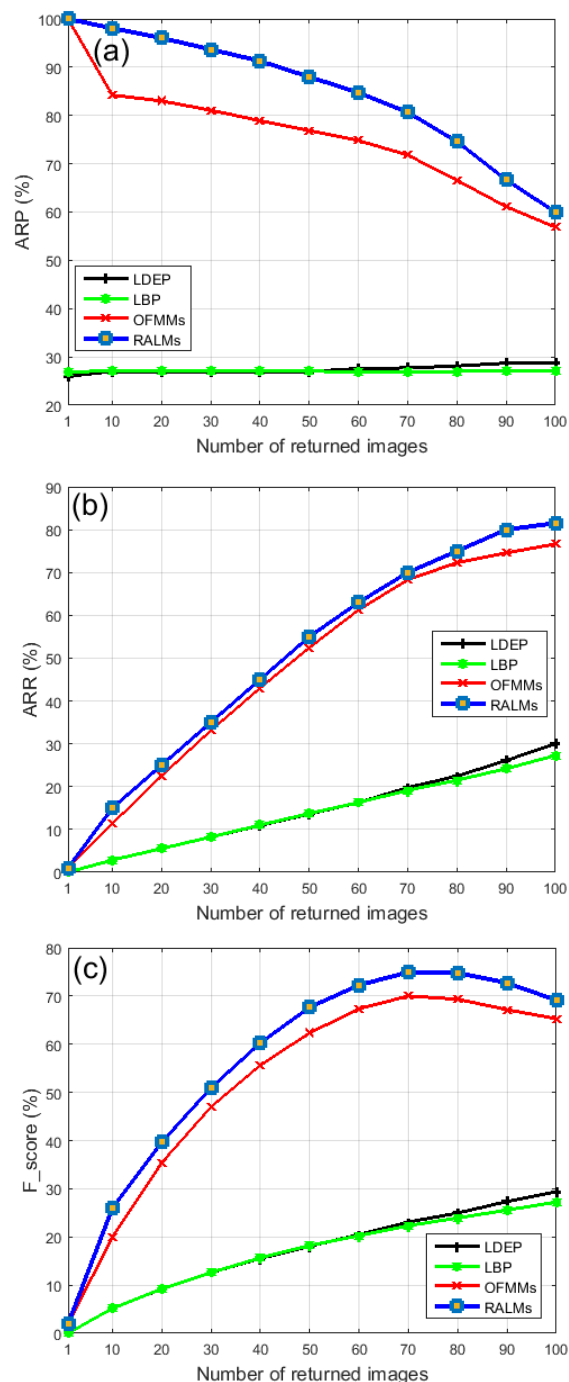 (a)
ARP (%)
100
90
80
70
60
50
40
30
20
LDEP
LBP
OFMMs
RALMs
1 10 20 30 40 50 60 70 80 90 100
Number of returned images
(b)
ARR (%)
90
80
70
60
50
40
30
20
10
0
LDEP
LBP
OFMMs
RALMs
1 10 20 30 40 50 60 70 80 90 100
Number of returned images
(c)
F_score (%)
80
70
60
50
40
30
20
10
0
LDEP
LBP
OFMMs
RALMs
1 10 20 30 40 50 60 70 80 90 100
Number of returned images